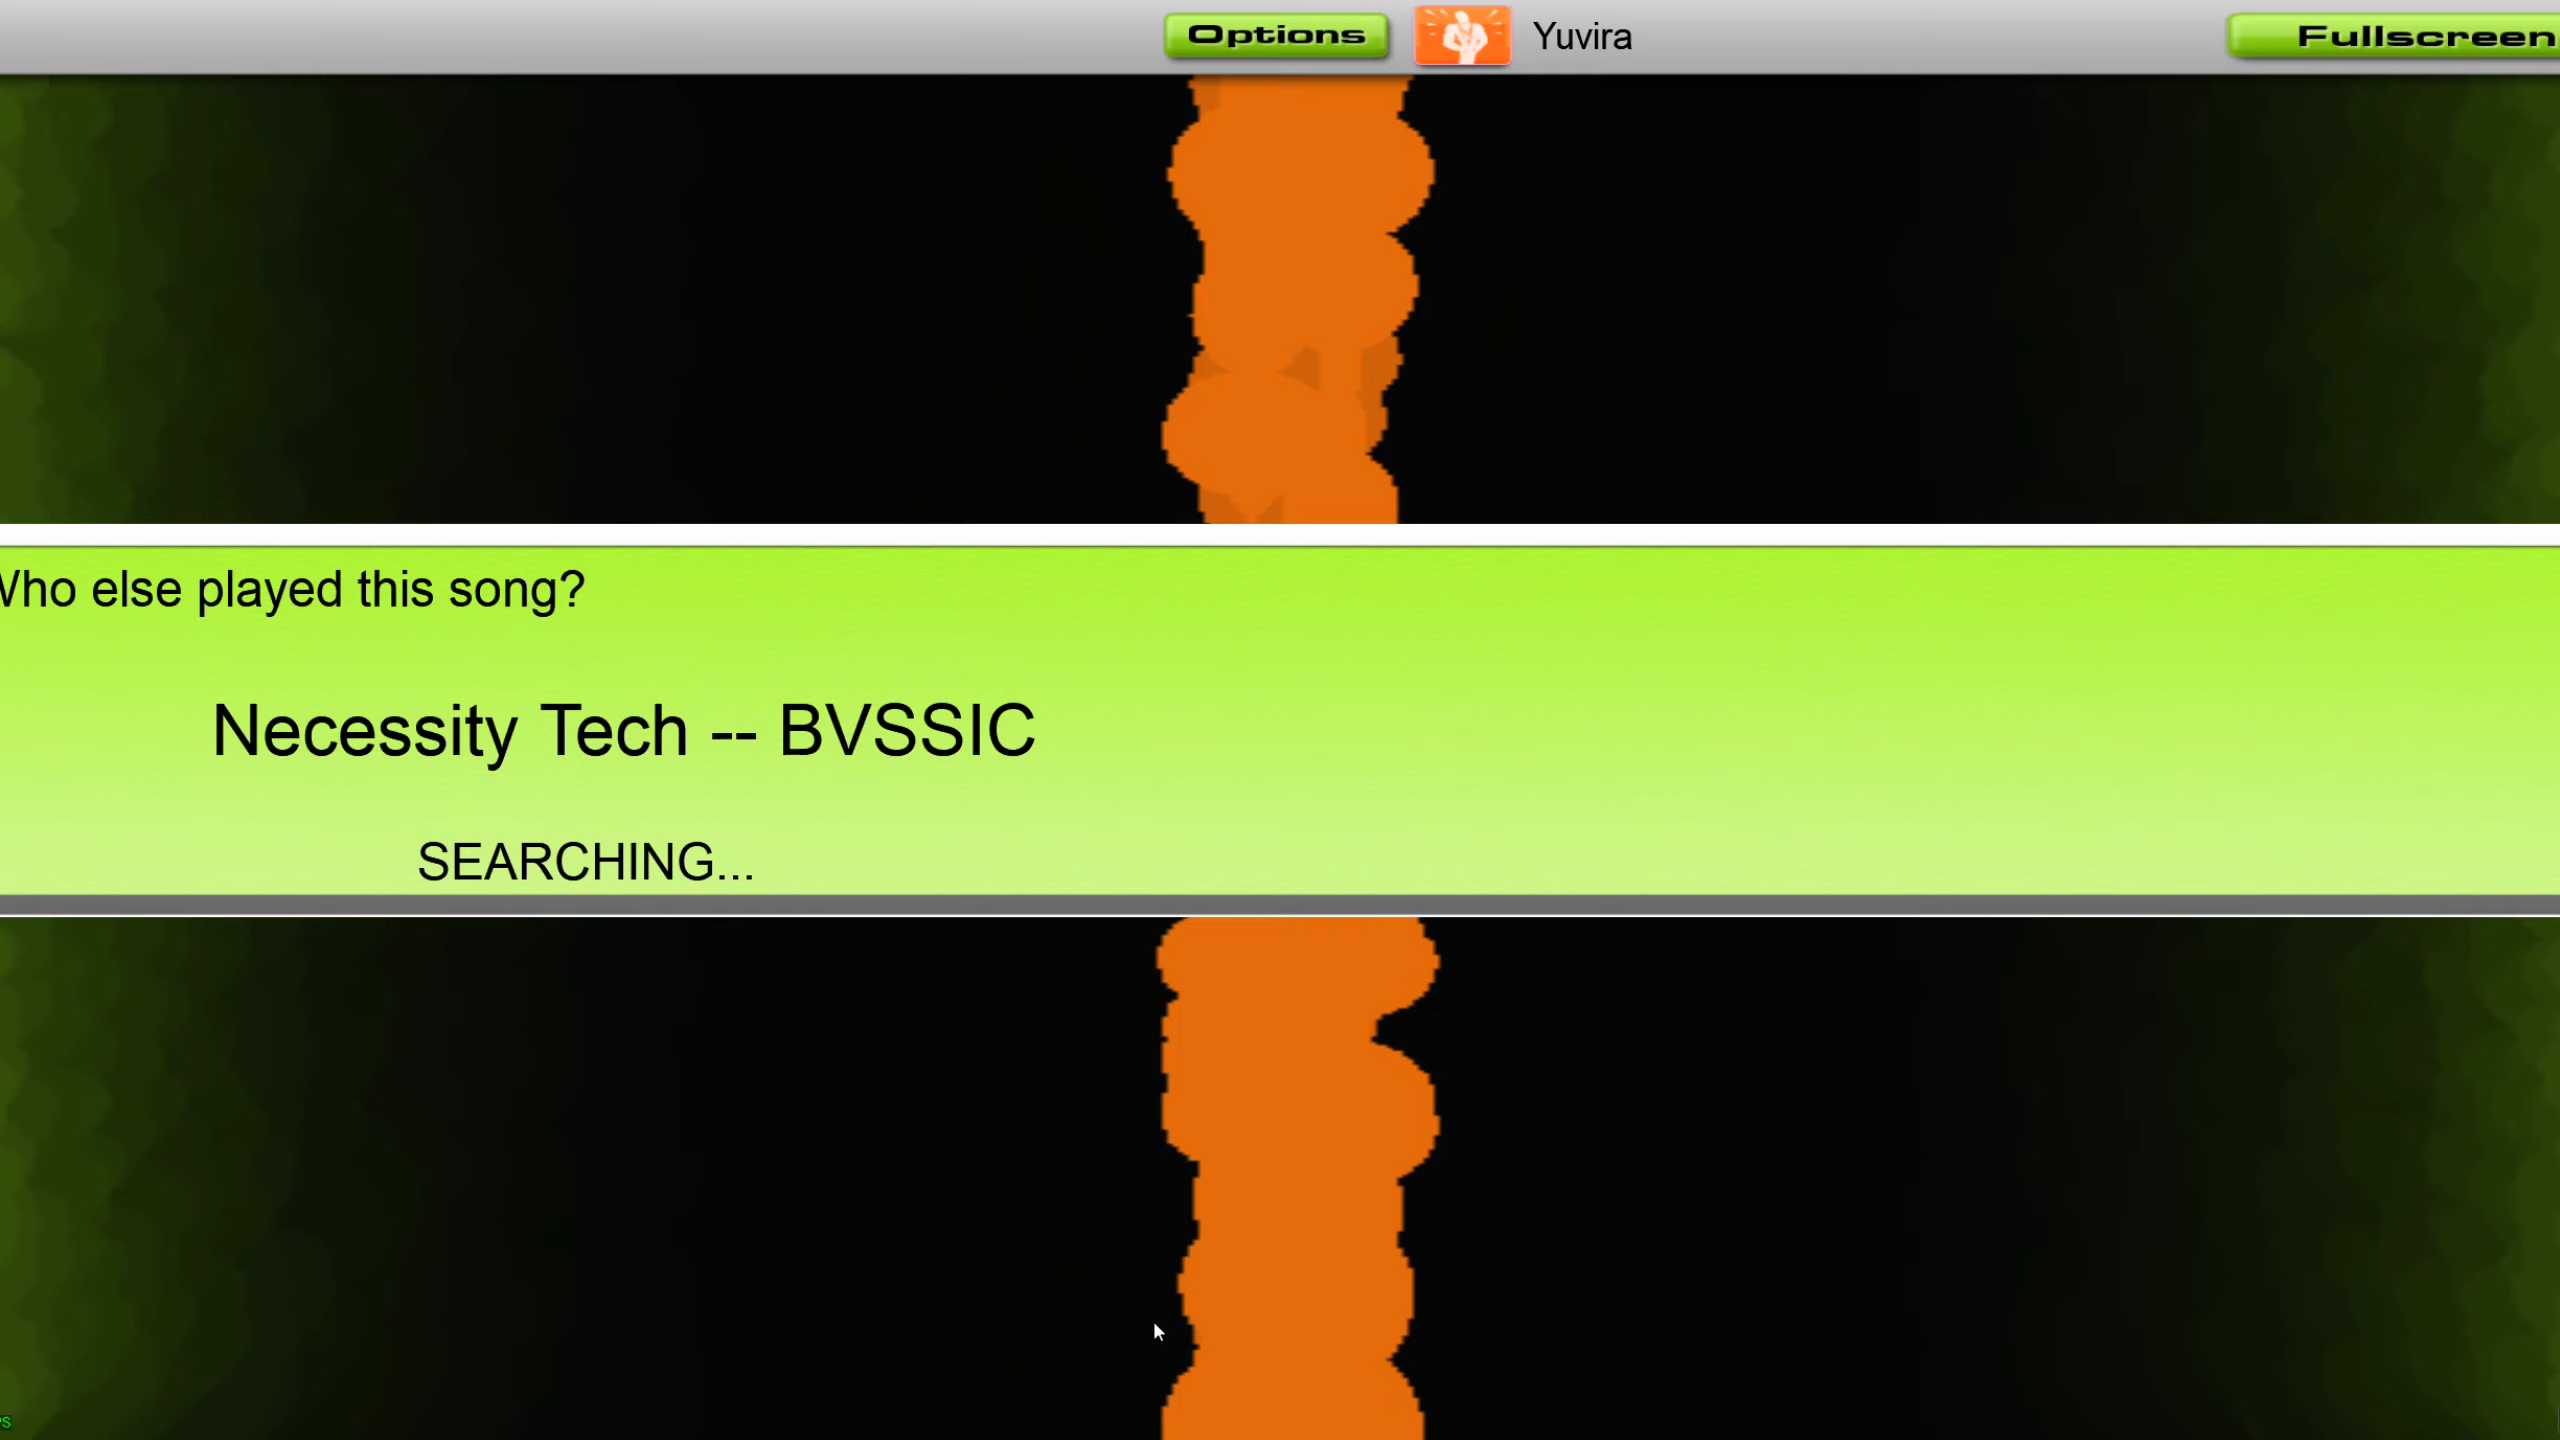 Options
Yuvira
Fullscreen
Who else played this song?
Necessity Tech -- BVSSIC
SEARCHING...